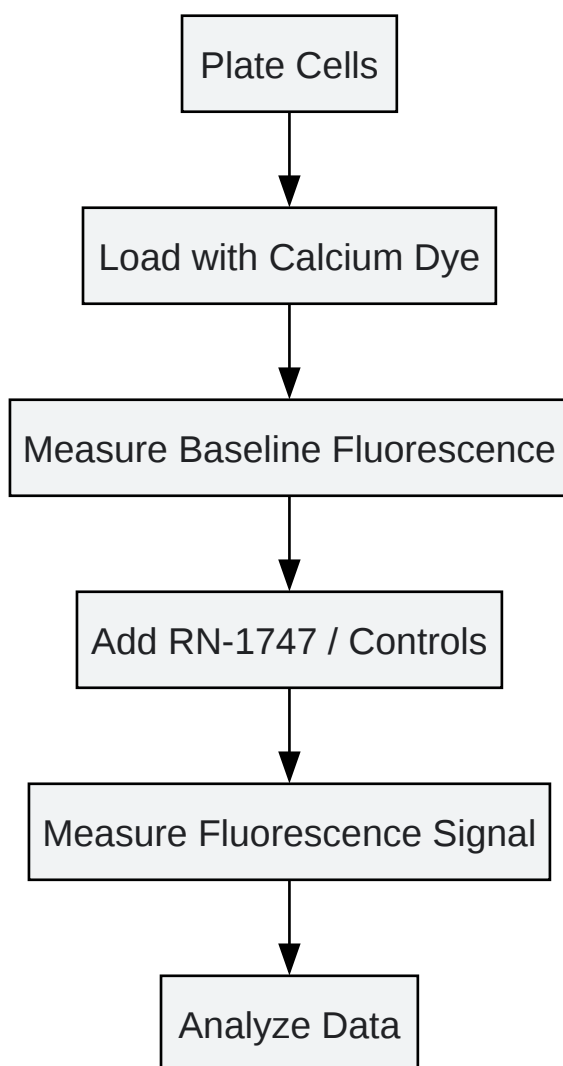 Plate Cells
Load with Calcium Dye
Measure Baseline Fluorescence
Add RN-1747 / Controls
Measure Fluorescence Signal
Analyze Data